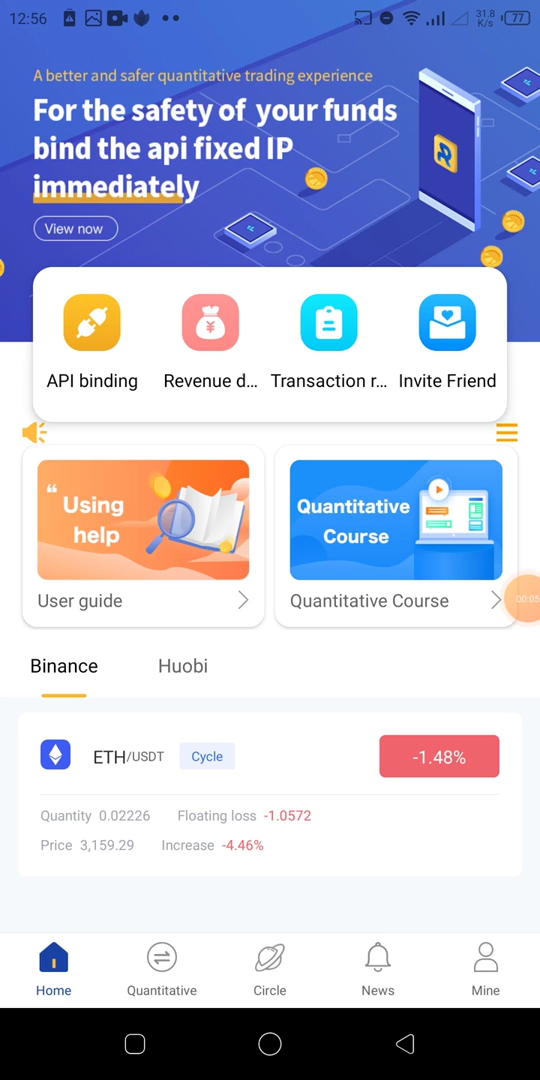 12:56
31.8
K/s
77
A better and safer quantitative trading experience
For the safety of your funds
bind the api fixed IP
immediately
View now
API binding
Revenue d...
Transaction r...
Invite Friend
“ Using
help
Quantitative
Course
User guide
Quantitative Course
00:05
Binance
Huobi
ETH/USDT
Cycle
-1.48%
Quantity 0.02226
Floating loss -1.0572
Price 3,159.29
Increase -4.46%
Home
Quantitative
Circle
News
Mine